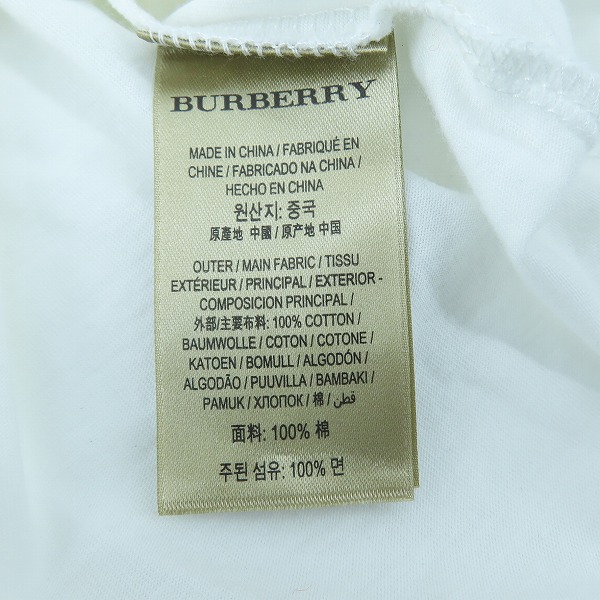 BURBERRY
MADE IN CHINA / FABRIQUÉ EN
CHINE / FABRICADO NA CHINA /
HECHO EN CHINA
원산지: 중국
原產地 中國 / 原产地 中国
OUTER / MAIN FABRIC / TISSU
EXTÉRIEUR / PRINCIPAL / EXTERIOR -
COMPOSICION PRINCIPAL /
外部/主要布料: 100% COTTON /
BAUMWOLLE / COTON / COTONE /
KATOEN / BOMULL / ALGODÓN /
ALGODÃO / PUUVILLA / BAMBAKI /
PAMUK / ХЛОПОК / 棉 / قطن /
面料: 100% 棉
주된 섬유: 100% 면